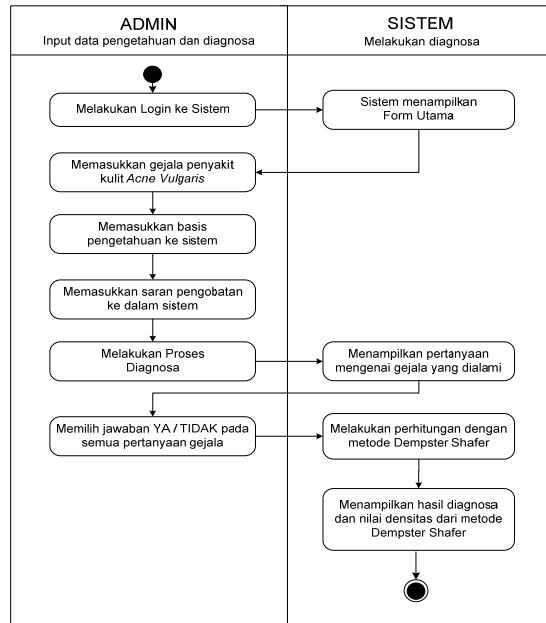 ADMIN
Input data pengetahuan dan diagnosa
SISTEM
Melakukan diagnosa
Melakukan Login ke Sistem
Sistem menampilkan
Form Utama
Memasukkan gejala penyakit
kulit Acne Vulgaris
Memasukkan basis
pengetahuan ke sistem
Memasukkan saran pengobatan
ke dalam sistem
Melakukan Proses
Diagnosa
Menampilkan pertanyaan
mengenai gejala yang dialami
Memilih jawaban YA / TIDAK pada
semua pertanyaan gejala
Melakukan perhitungan dengan
metode Dempster Shafer
Menampilkan hasil diagnosa
dan nilai densitas dari metode
Dempster Shafer